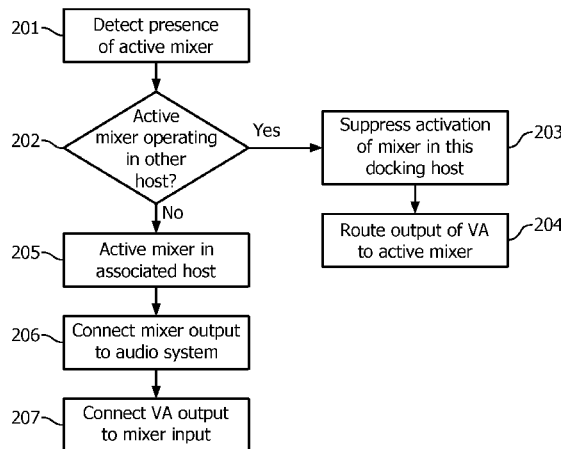 201
Detect presence
of active mixer
202
Active
mixer operating
in other
host?
Yes
Suppress activation
of mixer in this
docking host
203
No
Route output of VA
to active mixer
204
205
Active mixer in
associated host
206
Connect mixer output
to audio system
207
Connect VA output
to mixer input